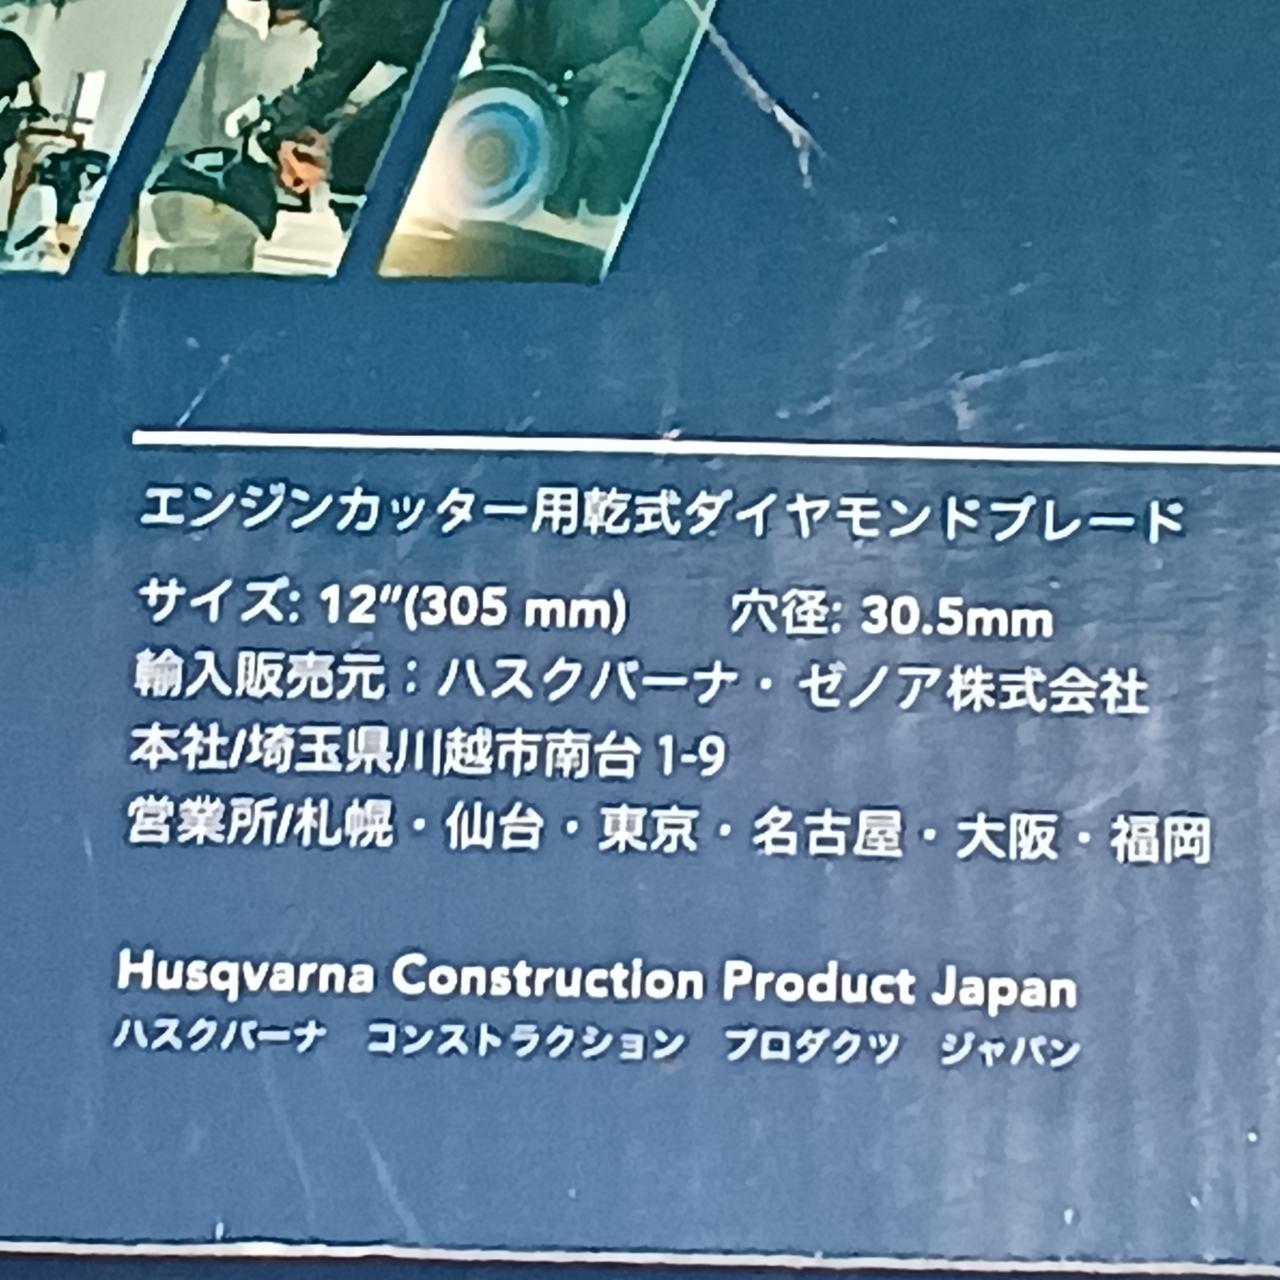 エンジンカッター用乾式ダイヤモンドブレード
サイズ: 12"(305 mm)　穴径: 30.5mm
輸入販売元：ハスクバーナ・ゼノア株式会社
本社/埼玉県川越市南台 1-9
営業所/札幌・仙台・東京・名古屋・大阪・福岡
Husqvarna Construction Product Japan
ハスクバーナ　コンストラクション　プロダクツ　ジャパン